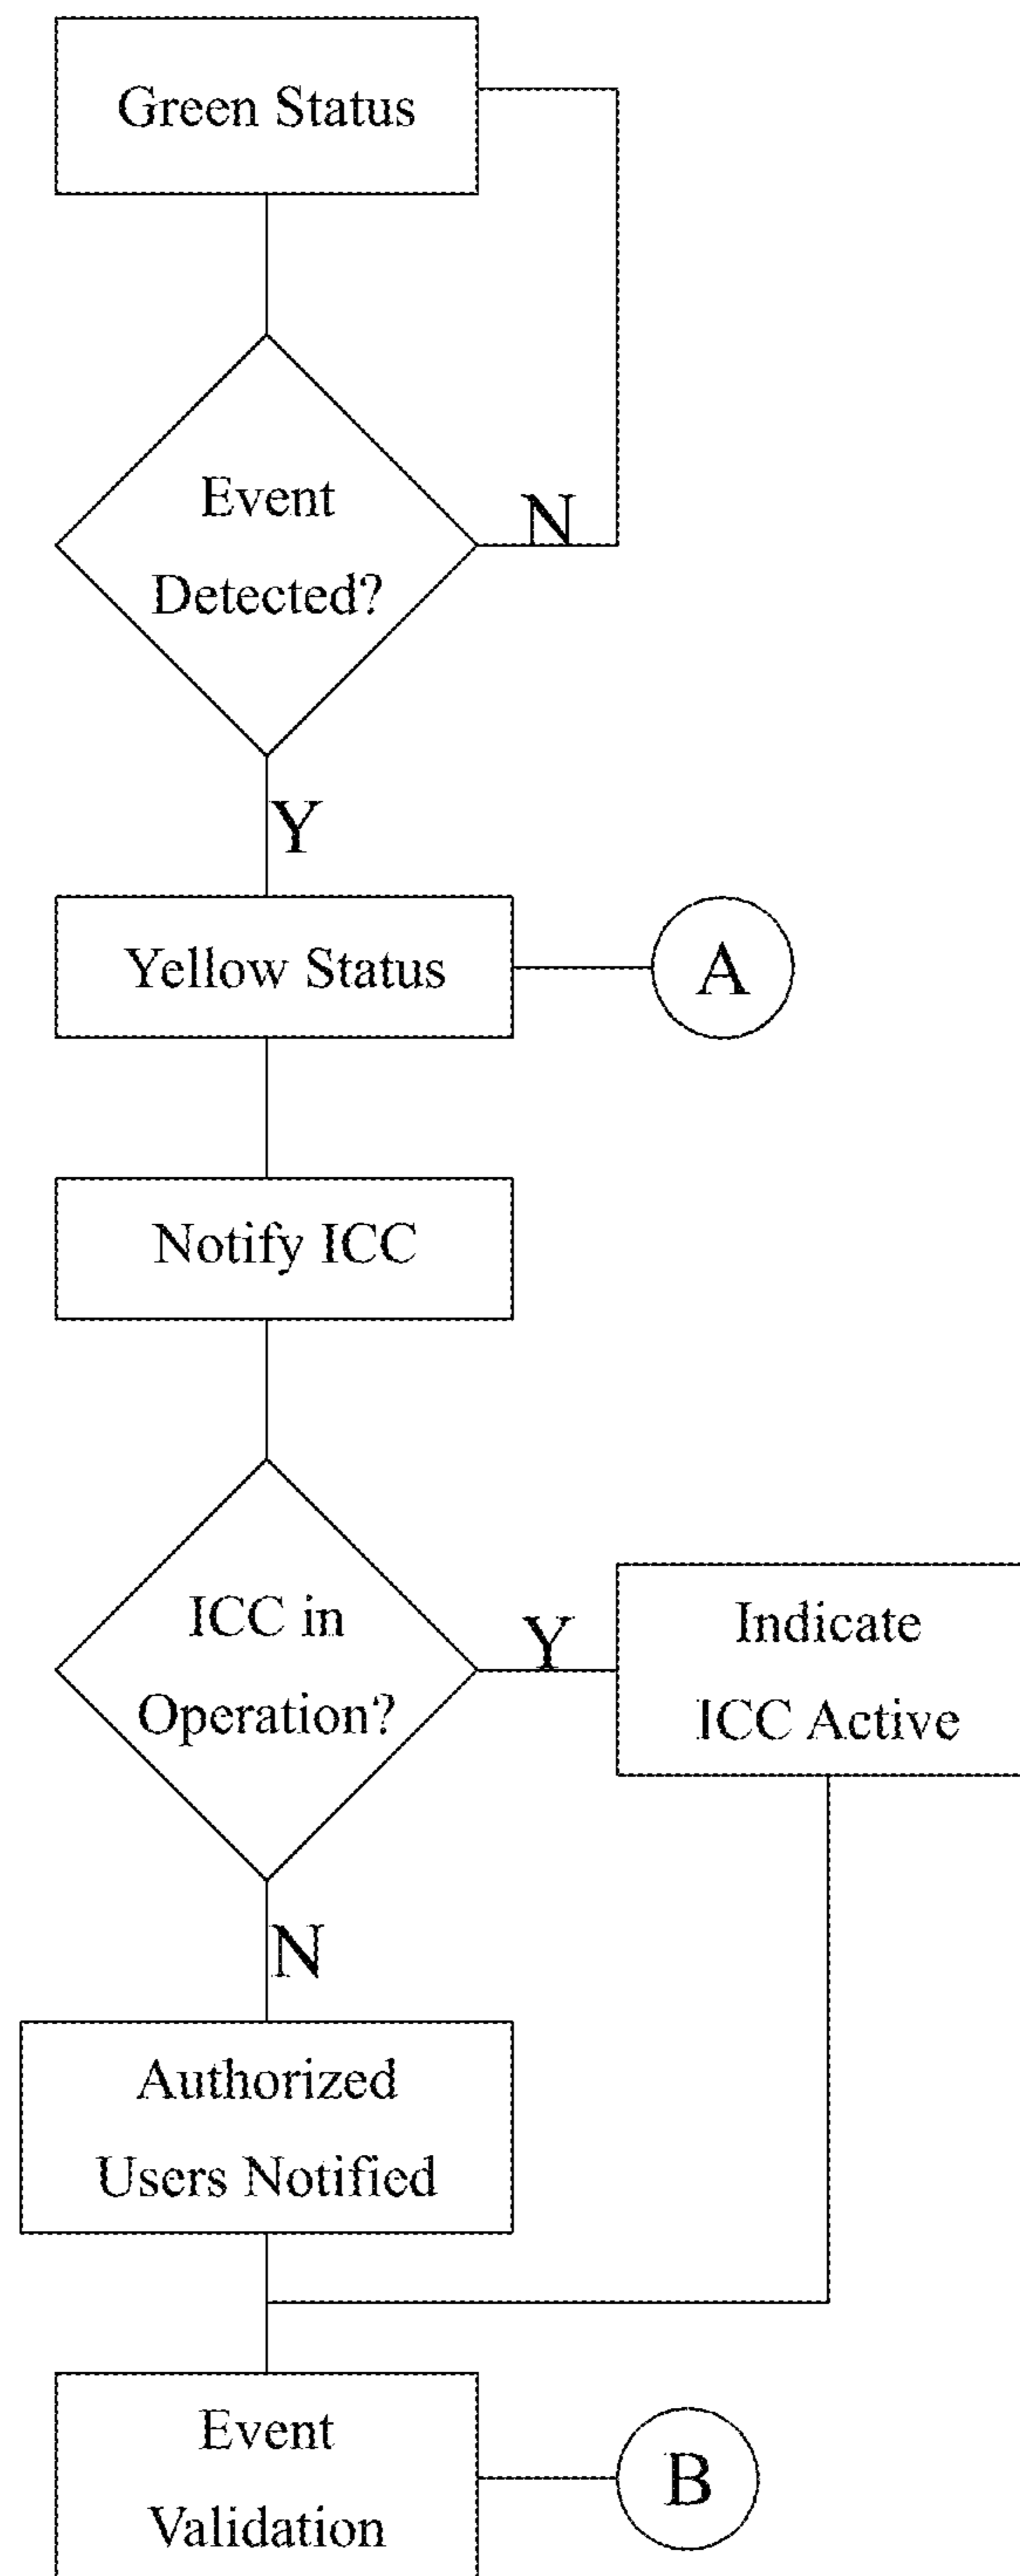 Green Status
Event
Detected?
N
Y
Yellow Status
A
Notify ICC
ICC in
Operation?
Y
Indicate
ICC Active
N
Authorized
Users Notified
Event
Validation
B